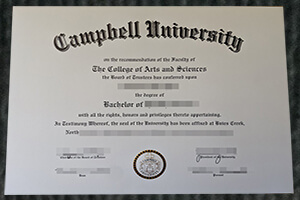 Campbell University
on the recommendation of the Faculty of
The College of Arts and Sciences
the Board of Trustees has conferred upon
the degree of
Bachelor of
with all the rights, honors and privileges thereto appertaining.
In Testimony Whereof, the seal of the University has been affixed at Buies Creek,
North